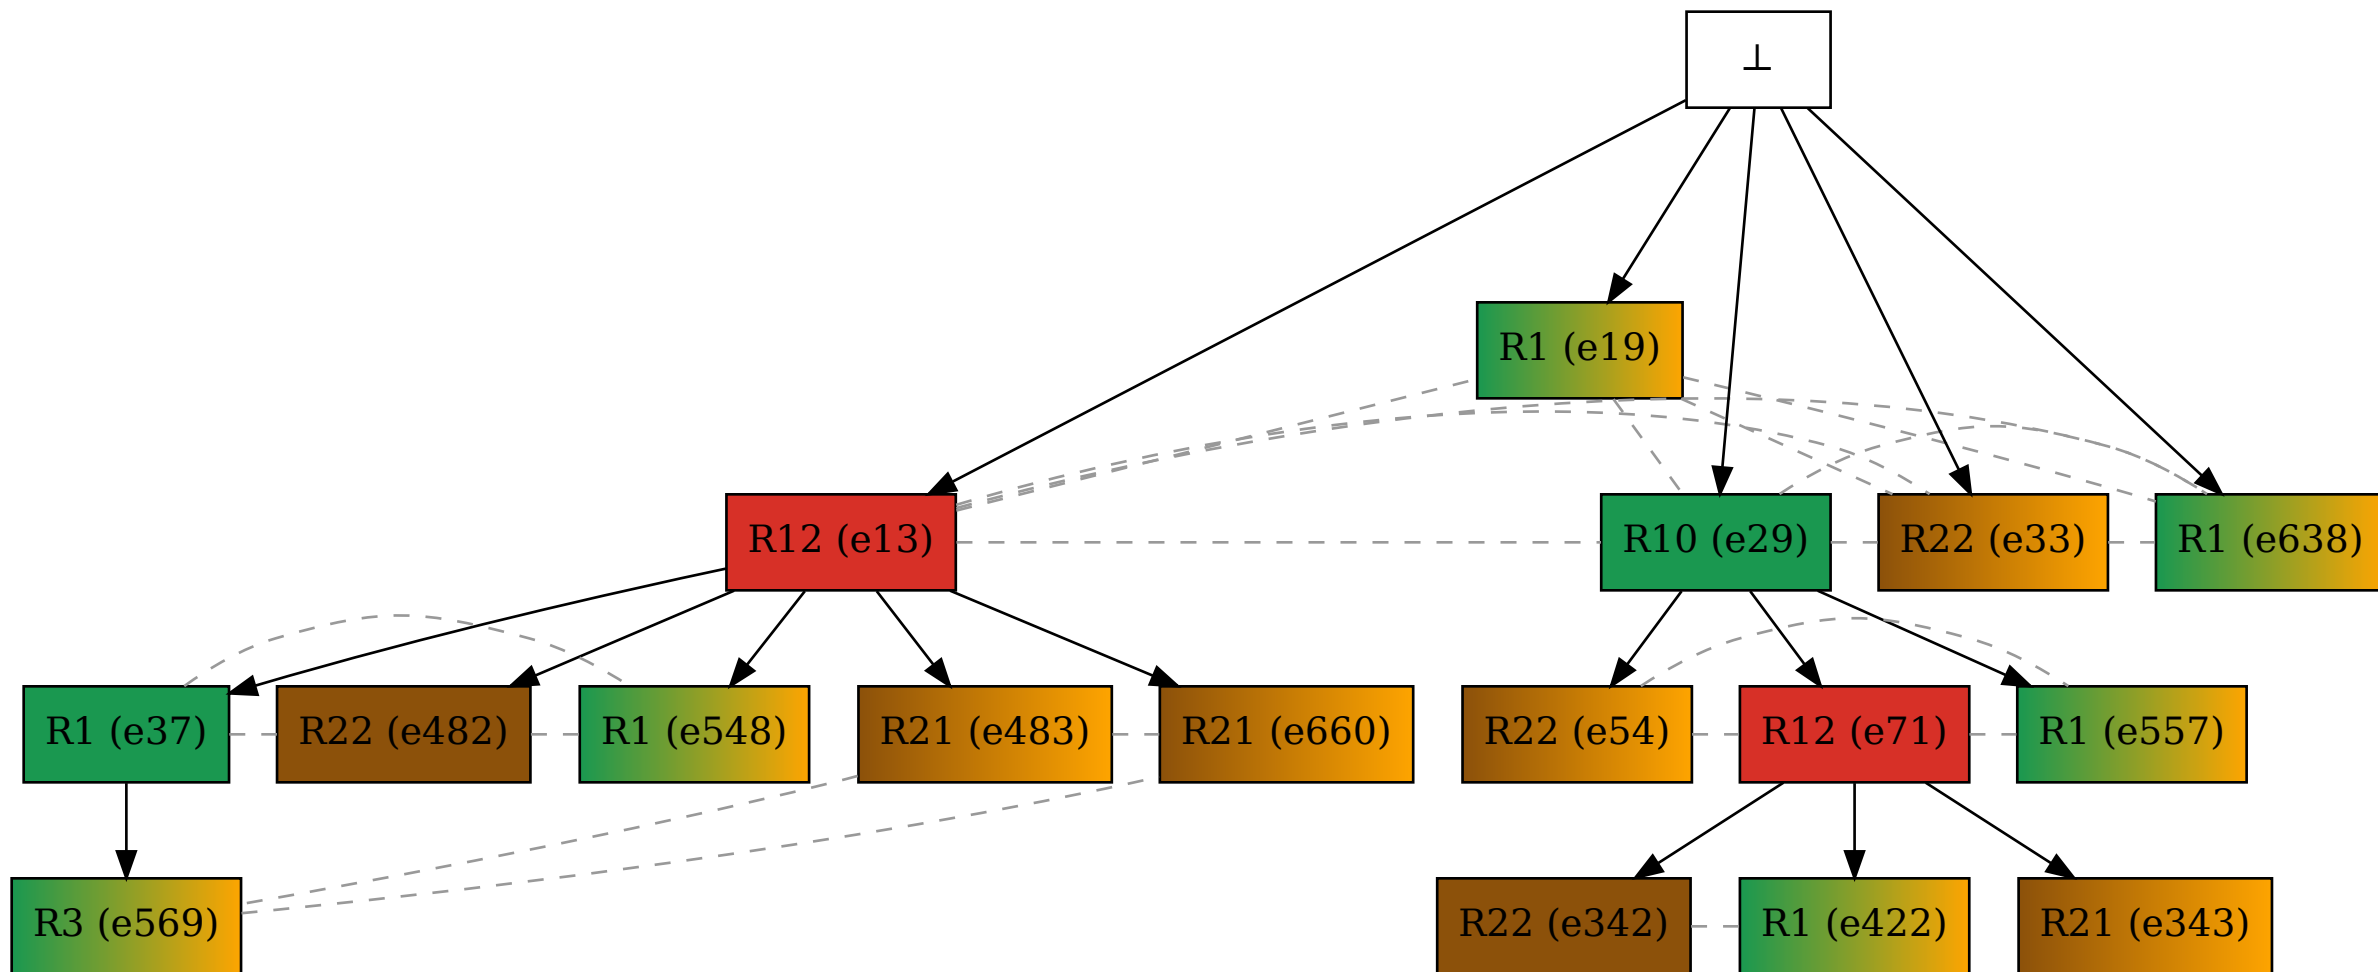 ⊥
R1 (e19)
R12 (e13)
R10 (e29)
R22 (e33)
R1 (e638)
R1 (e37)
R22 (e482)
R1 (e548)
R21 (e483)
R21 (e660)
R22 (e54)
R12 (e71)
R1 (e557)
R3 (e569)
R22 (e342)
R1 (e422)
R21 (e343)